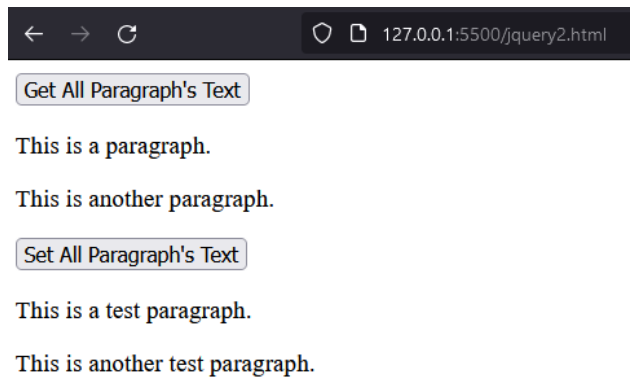 127.0.0.1:5500/jquery2.html
Get All Paragraph's Text
This is a paragraph.
This is another paragraph.
Set All Paragraph's Text
This is a test paragraph.
This is another test paragraph.